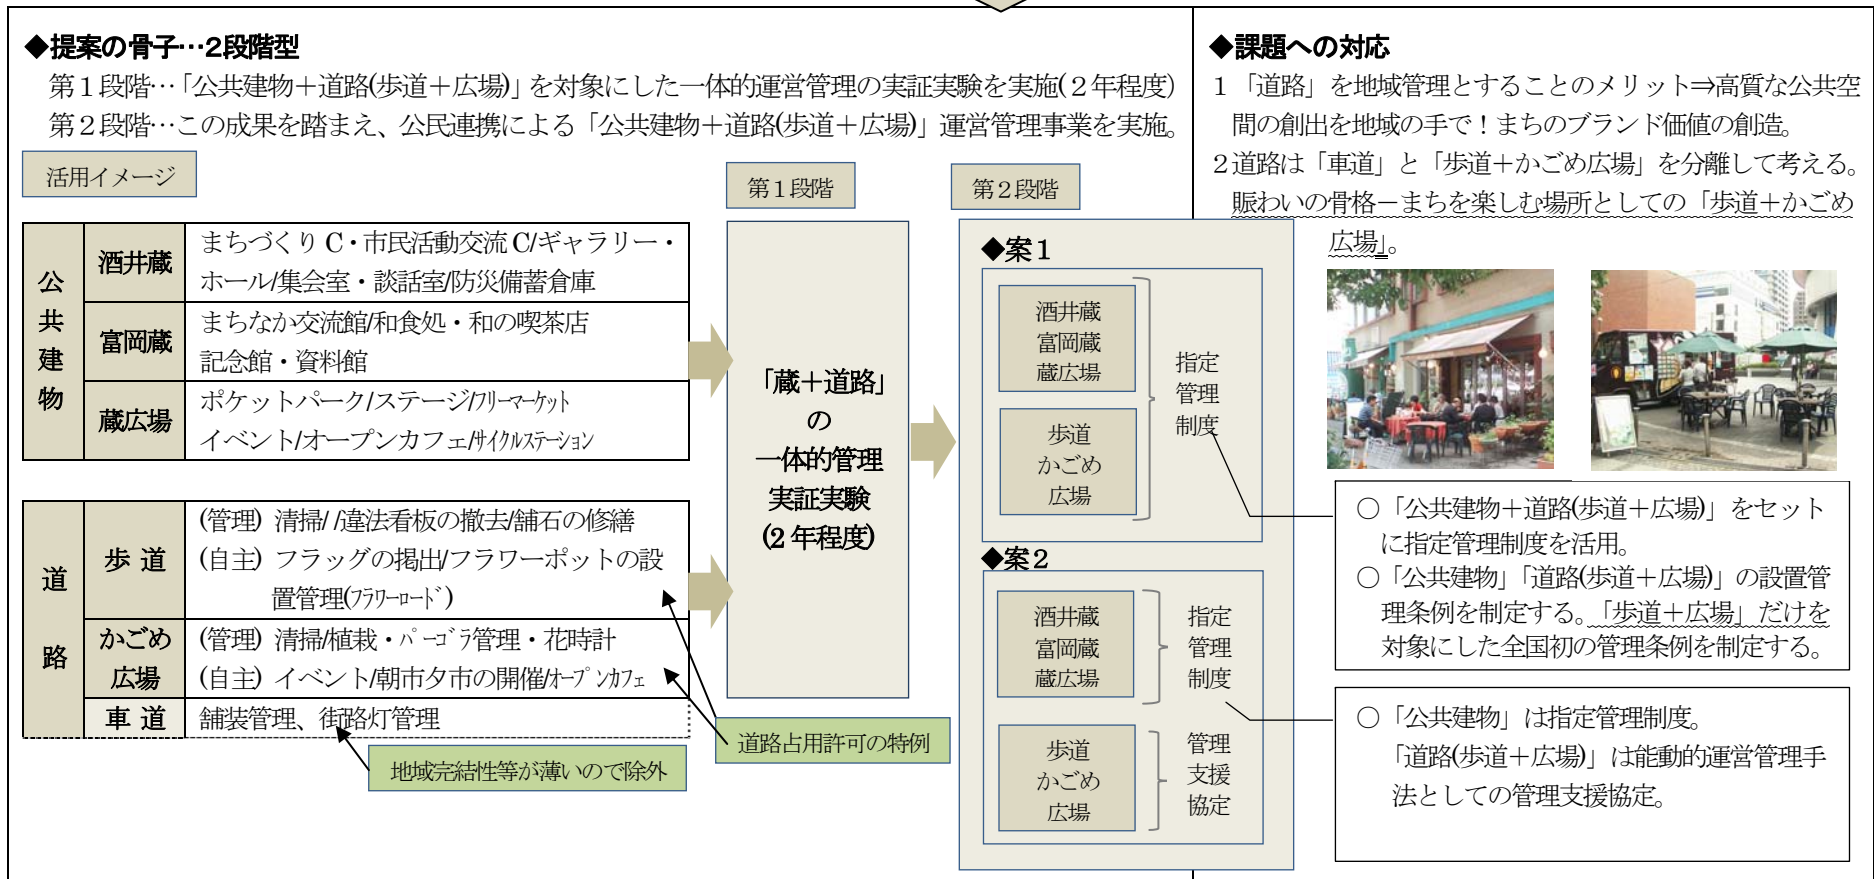 ◆提案の骨子…２段階型
第１段階…「公共建物＋道路(歩道＋広場)」を対象にした一体的運営管理の実証実験を実施(２年程度)
第２段階…この成果を踏まえ、公民連携による「公共建物＋道路(歩道＋広場)」運営管理事業を実施。
活用イメージ
公共建物
酒井蔵
まちづくり C・市民活動交流 C/ギャラリー・
ホール/集会室・談話室/防災備蓄倉庫
富岡蔵
まちなか交流館/和食処・和の喫茶店
記念館・資料館
蔵広場
ポケットパーク/ステージ/フリーマーケット
イベント/オープンカフェ/サイクルステーション
道路
歩 道
(管理) 清掃/ /違法看板の撤去/舗石の修繕
(自主) フラッグの掲出/フラワーポットの設
置管理(フラワーロード)
かごめ
広場
(管理) 清掃/植栽・パーゴラ管理・花時計
(自主) イベント/朝市夕市の開催/オープンカフェ
車 道
舗装管理、街路灯管理
地域完結性等が薄いので除外
道路占用許可の特例
第１段階
「蔵＋道路」
の
一体的管理
実証実験
(2 年程度)
第２段階
◆案１
酒井蔵
富岡蔵
蔵広場
歩道
かごめ
広場
指定
管理
制度
◆案２
酒井蔵
富岡蔵
蔵広場
指定
管理
制度
歩道
かごめ
広場
管理
支援
協定
◆課題への対応
１「道路」を地域管理とすることのメリット⇒高質な公共空
間の創出を地域の手で！まちのブランド価値の創造。
２道路は「車道」と「歩道＋かごめ広場」を分離して考える。
賑わいの骨格－まちを楽しむ場所としての「歩道＋かごめ
広場」。
○「公共建物＋道路(歩道＋広場)」をセット
に指定管理制度を活用。
○「公共建物」「道路(歩道＋広場)」の設置管
理条例を制定する。「歩道＋広場」だけを
対象にした全国初の管理条例を制定する。
○「公共建物」は指定管理制度。
「道路(歩道＋広場)」は能動的運営管理手
法としての管理支援協定。